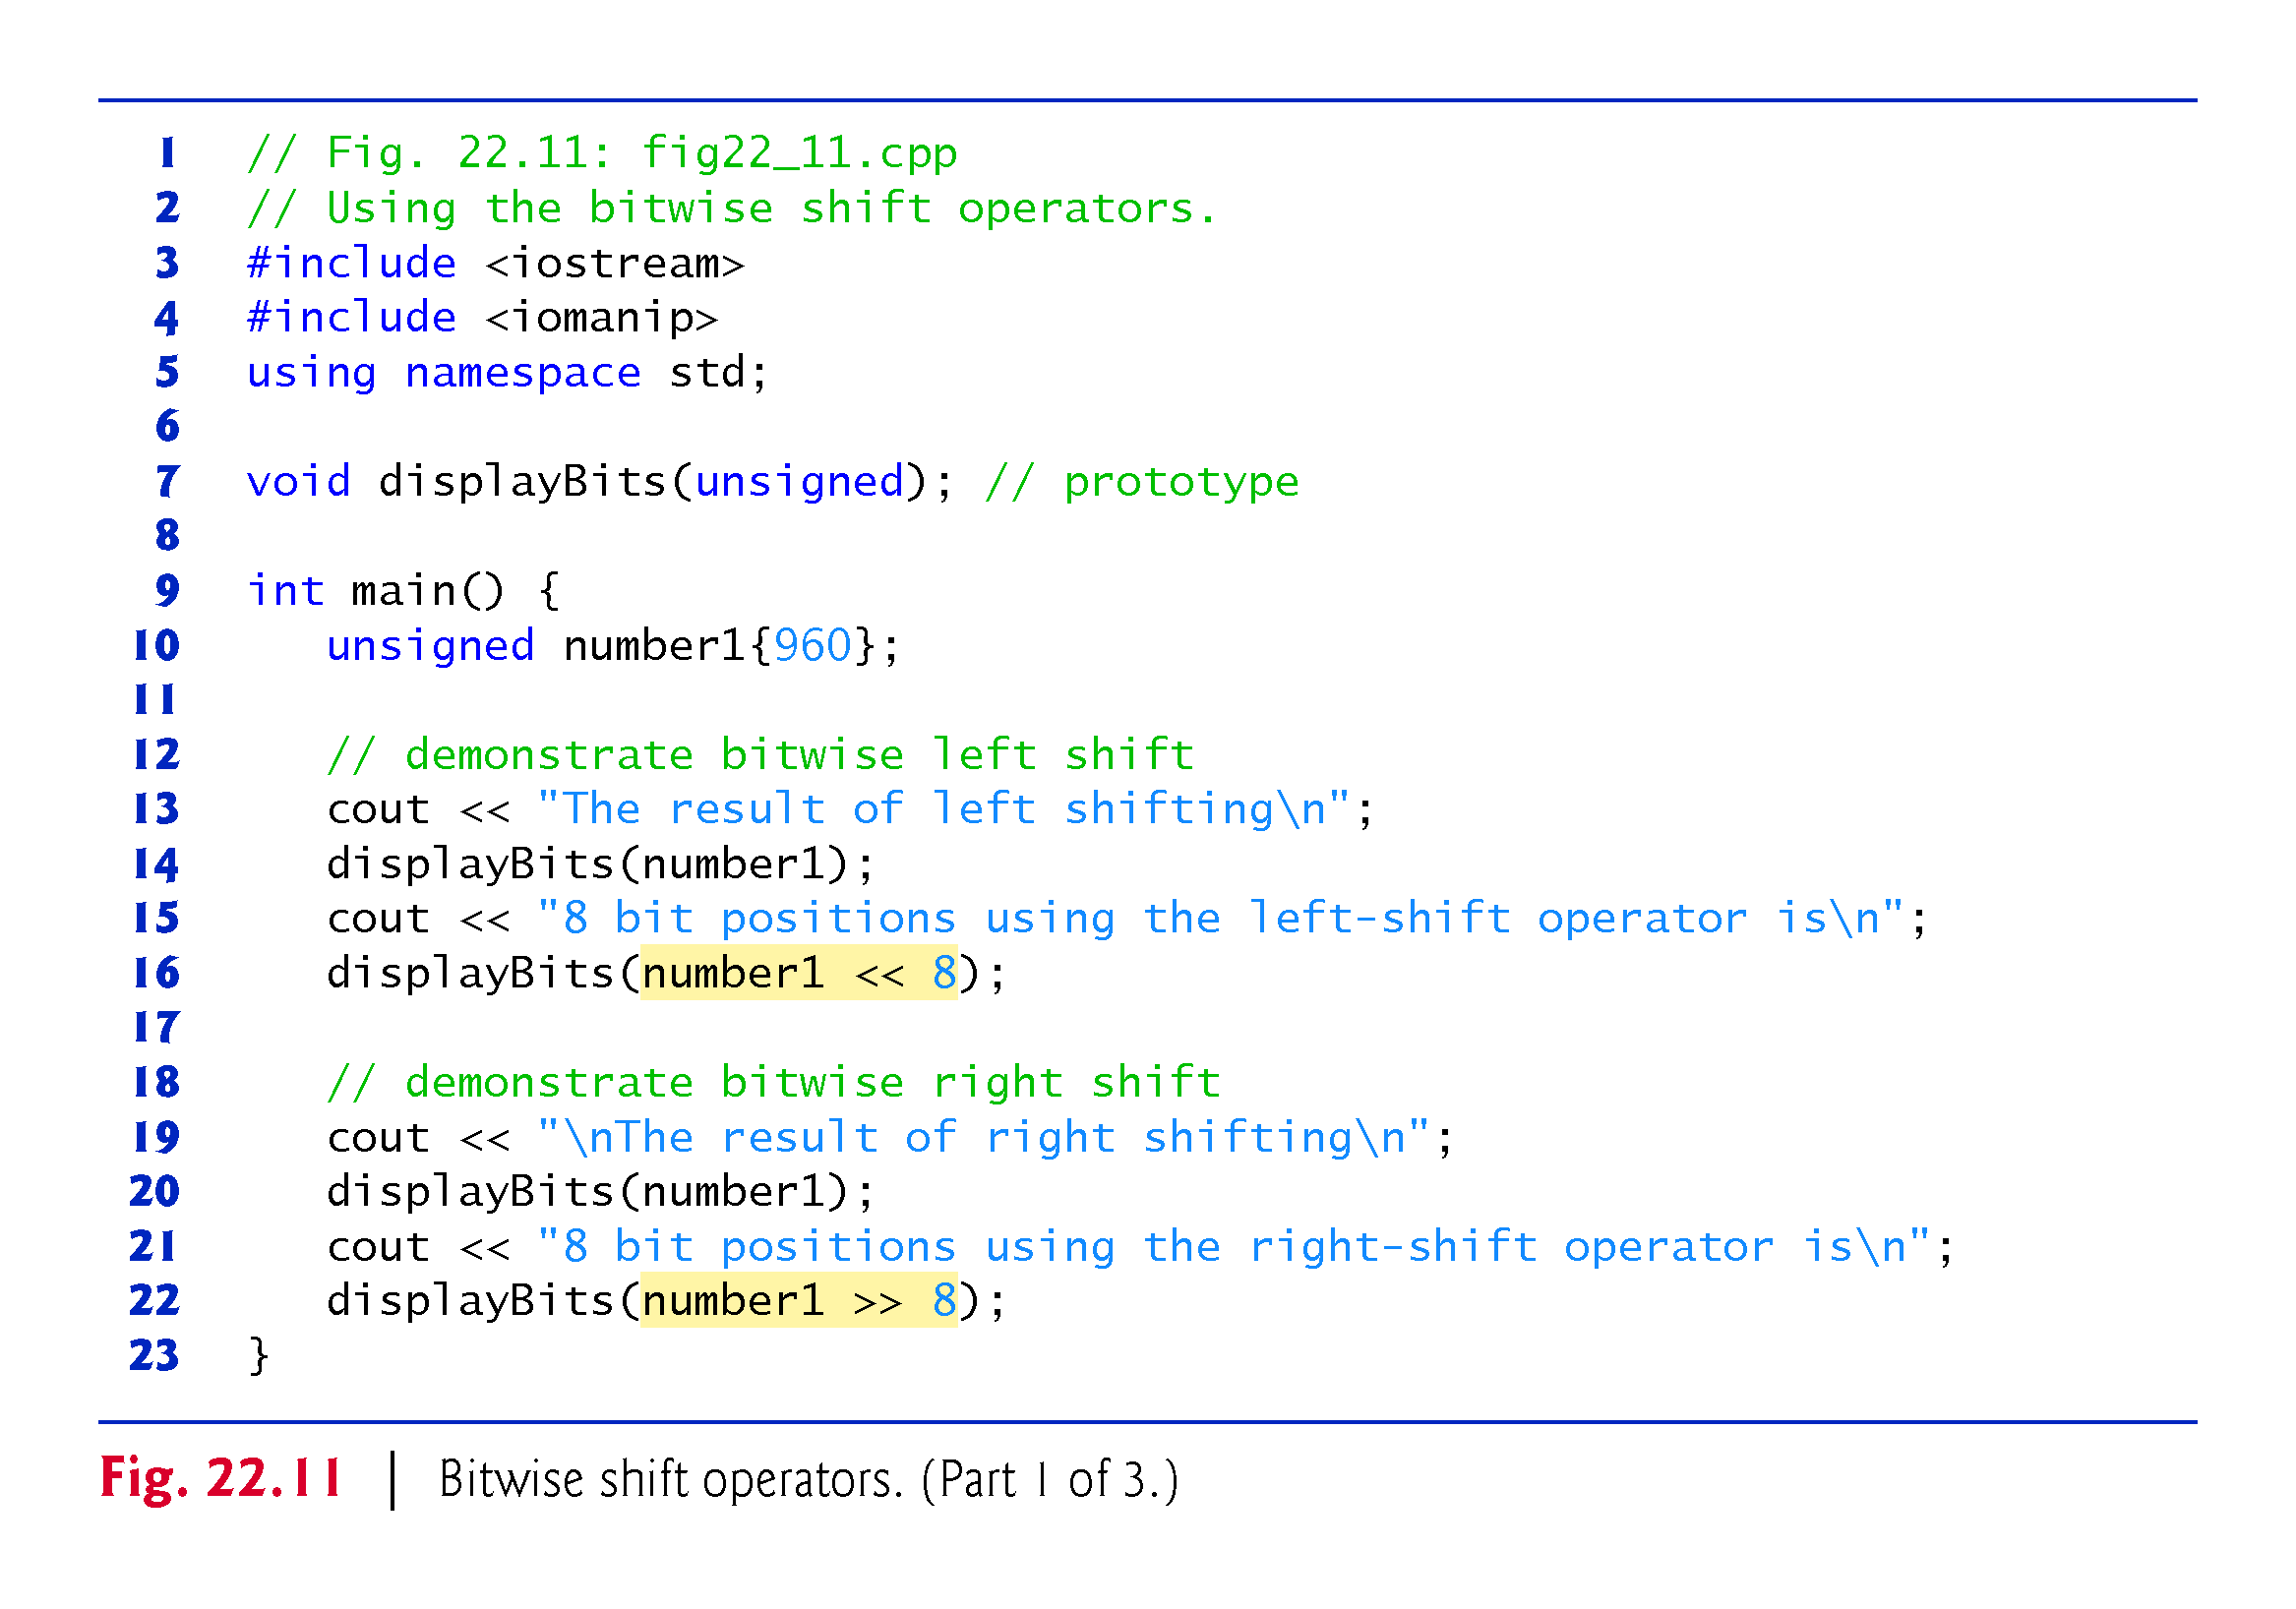 1 // Fig. 22.11: fig22_11.cpp
2 // Using the bitwise shift operators.
3 #include <iostream>
4 #include <iomanip>
5 using namespace std;
6
7 void displayBits(unsigned); // prototype
8
9 int main() {
10    unsigned number1{960};
11
12    // demonstrate bitwise left shift
13    cout << "The result of left shifting\n";
14    displayBits(number1);
15    cout << "8 bit positions using the left-shift operator is\n";
16    displayBits(number1 << 8);
17
18    // demonstrate bitwise right shift
19    cout << "\nThe result of right shifting\n";
20    displayBits(number1);
21    cout << "8 bit positions using the right-shift operator is\n";
22    displayBits(number1 >> 8);
23 }
Fig. 22.11 | Bitwise shift operators. (Part 1 of 3.)